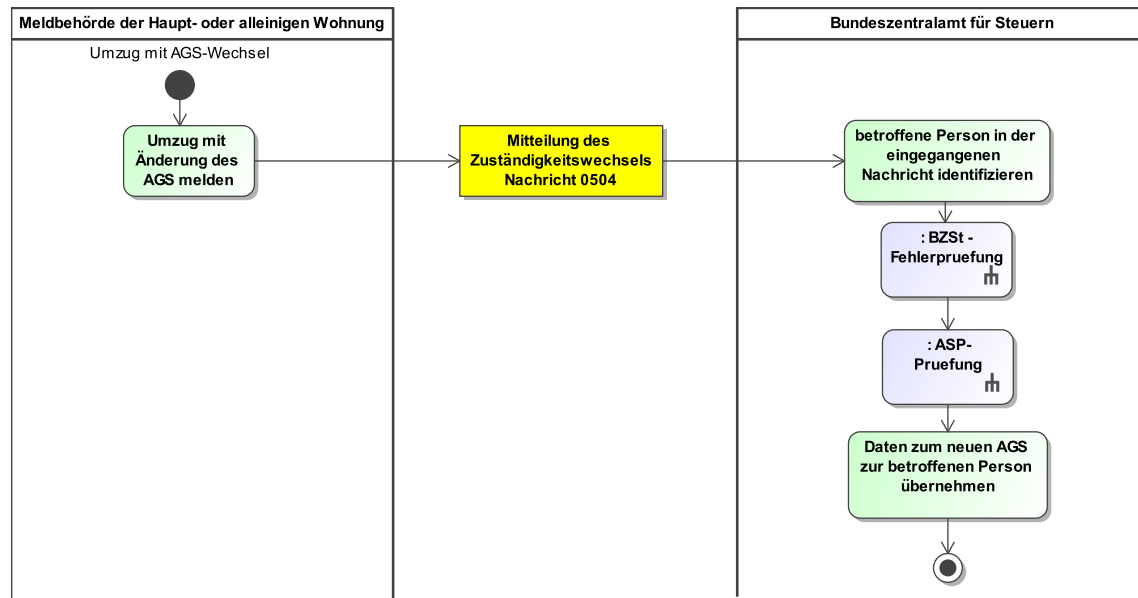 Meldbehörde der Haupt- oder alleinigen Wohnung
Umzug mit AGS-Wechsel
Umzug mit
Änderung des
AGS melden
Mitteilung des
Zuständigkeitswechsels
Nachricht 0504
Bundeszentralamt für Steuern
betroffene Person in der
eingegangenen
Nachricht identifizieren
: BZSt -
Fehlerpruefung
: ASP-
Pruefung
Daten zum neuen AGS
zur betroffenen Person
übernehmen